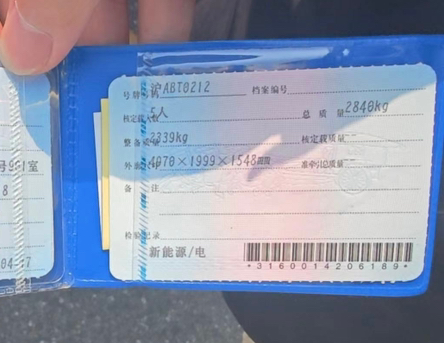 号牌号码 沪ABT0212 档案编号
核定载人数 5人 总质量 2840kg
整备质量 2339kg 核定载质量 --
外廓尺寸 4970×1999×1548mm 准牵引总质量 --
备注
检验记录
新能源/电
*3160014206189*
号991室
8
04-17